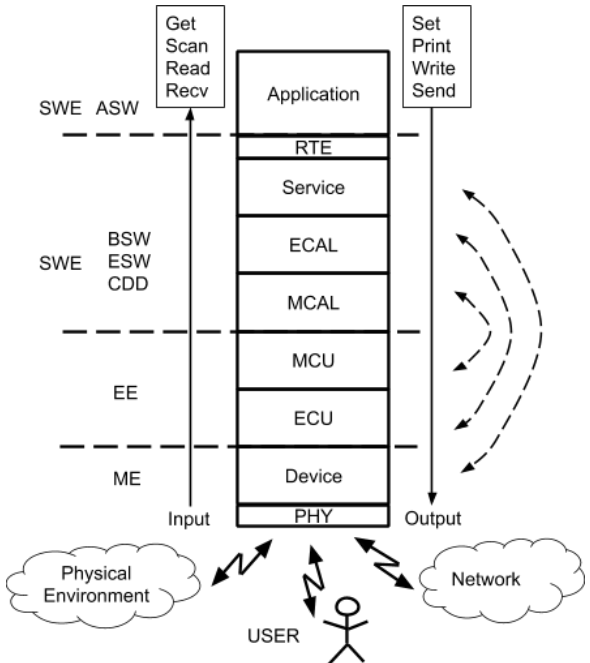 Get
Scan
Read
Recv
Set
Print
Write
Send
Application
SWE ASW
RTE
Service
BSW
ESW
CDD
SWE
ECAL
MCAL
MCU
EE
ECU
ME
Device
Input
PHY
Output
Physical
Environment
Network
USER